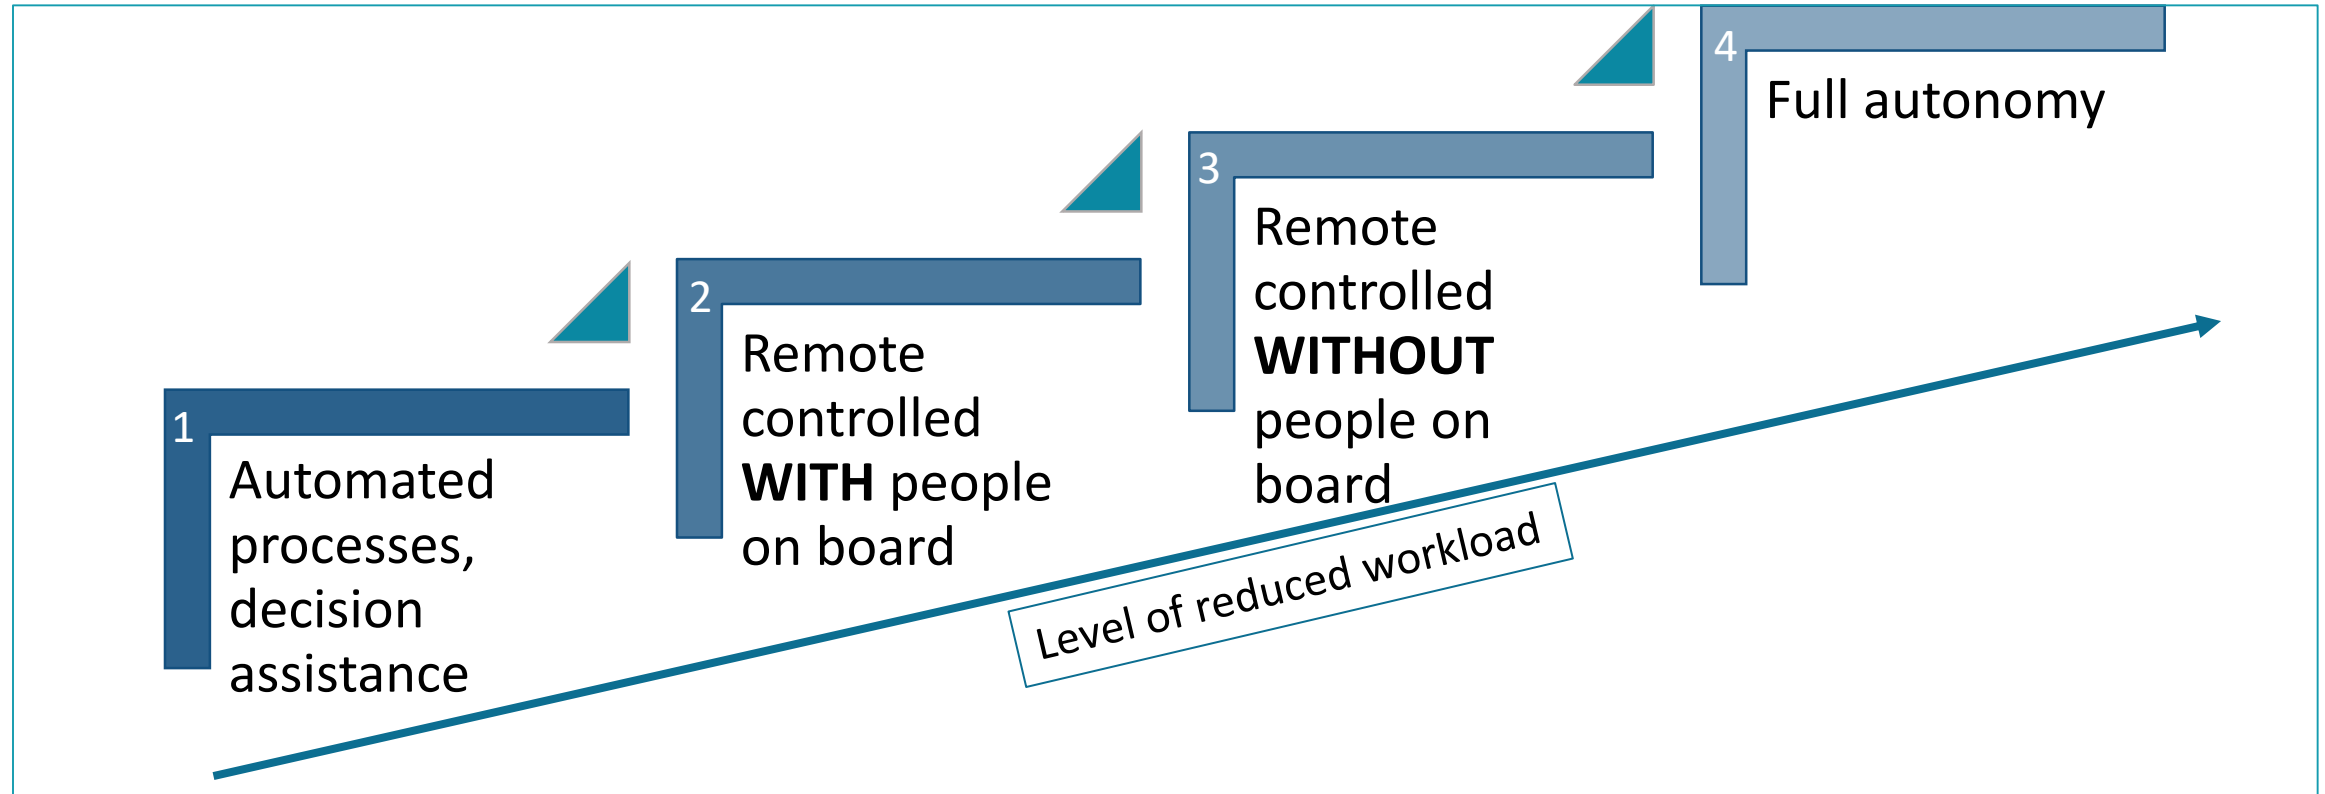 1
Automated
processes,
decision
assistance
2
Remote
controlled
WITH people
on board
3
Remote
controlled
WITHOUT
people on
board
4
Full autonomy
Level of reduced workload